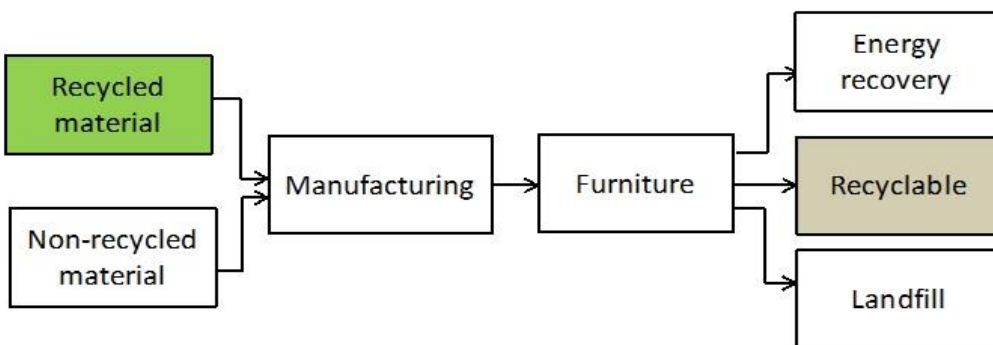 Recycled
material
Non-recycled
material
Manufacturing
Furniture
Energy
recovery
Recyclable
Landfill